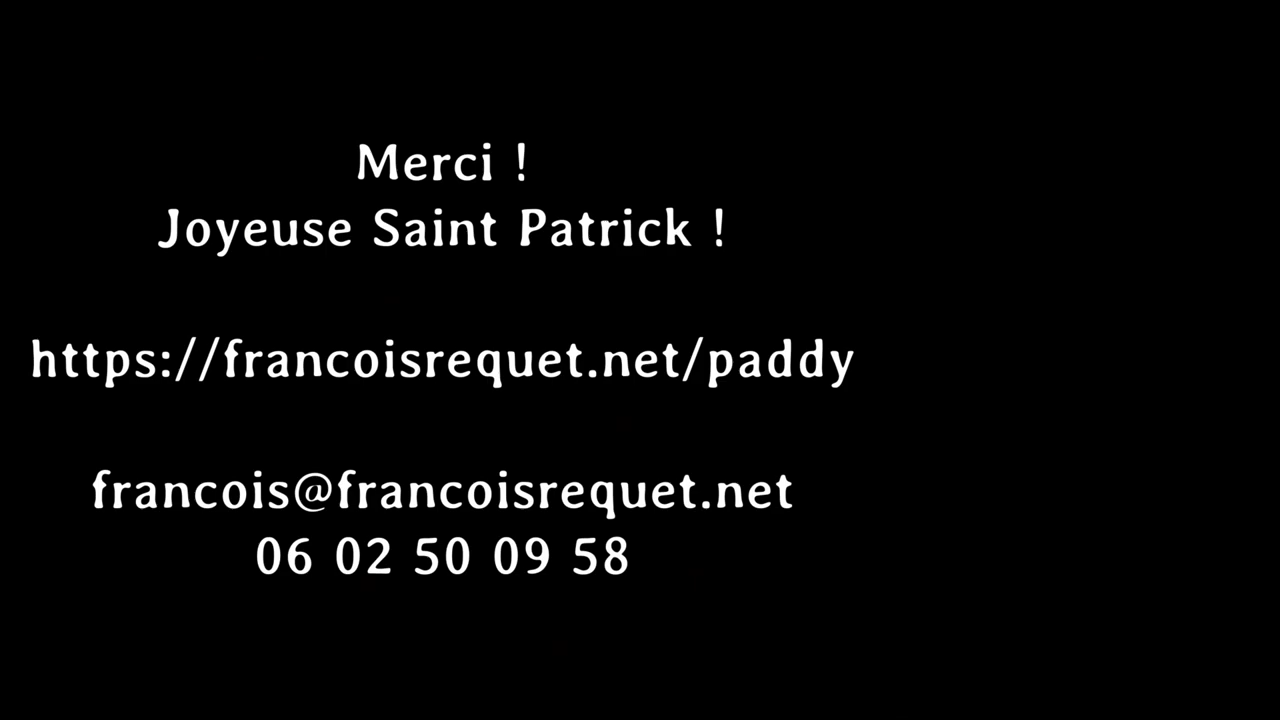 Merci !
Joyeuse Saint Patrick !
https://francoisrequet.net/paddy
francois@francoisrequet.net
06 02 50 09 58